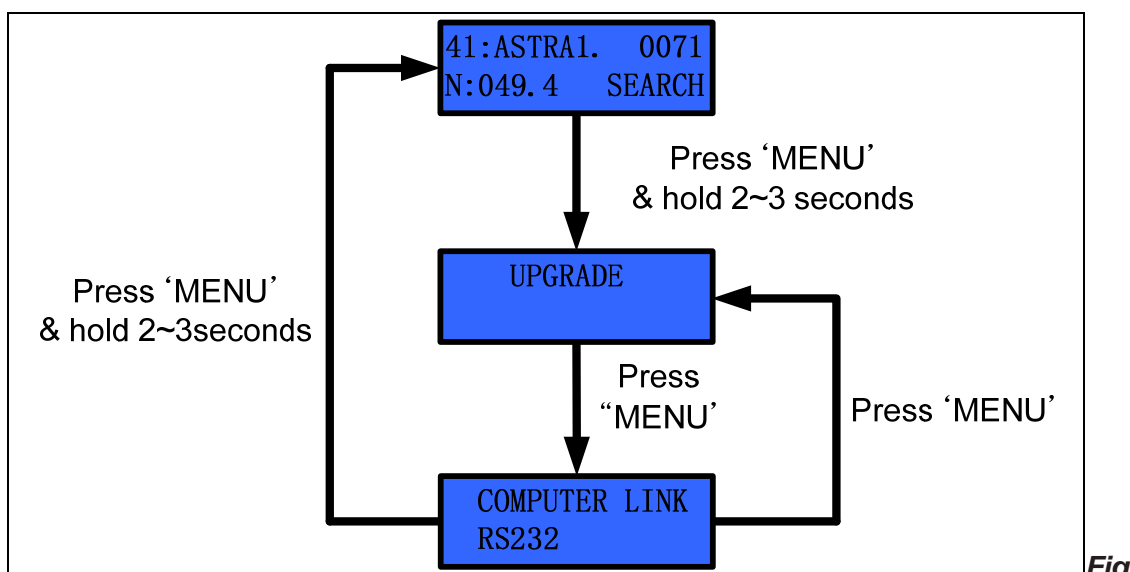 41:ASTRA1. 0071
N:049.4 SEARCH
Press ‘MENU’
& hold 2~3 seconds
UPGRADE
Press ‘MENU’
& hold 2~3seconds
Press
“MENU’
Press ‘MENU’
COMPUTER LINK
RS232
Fig